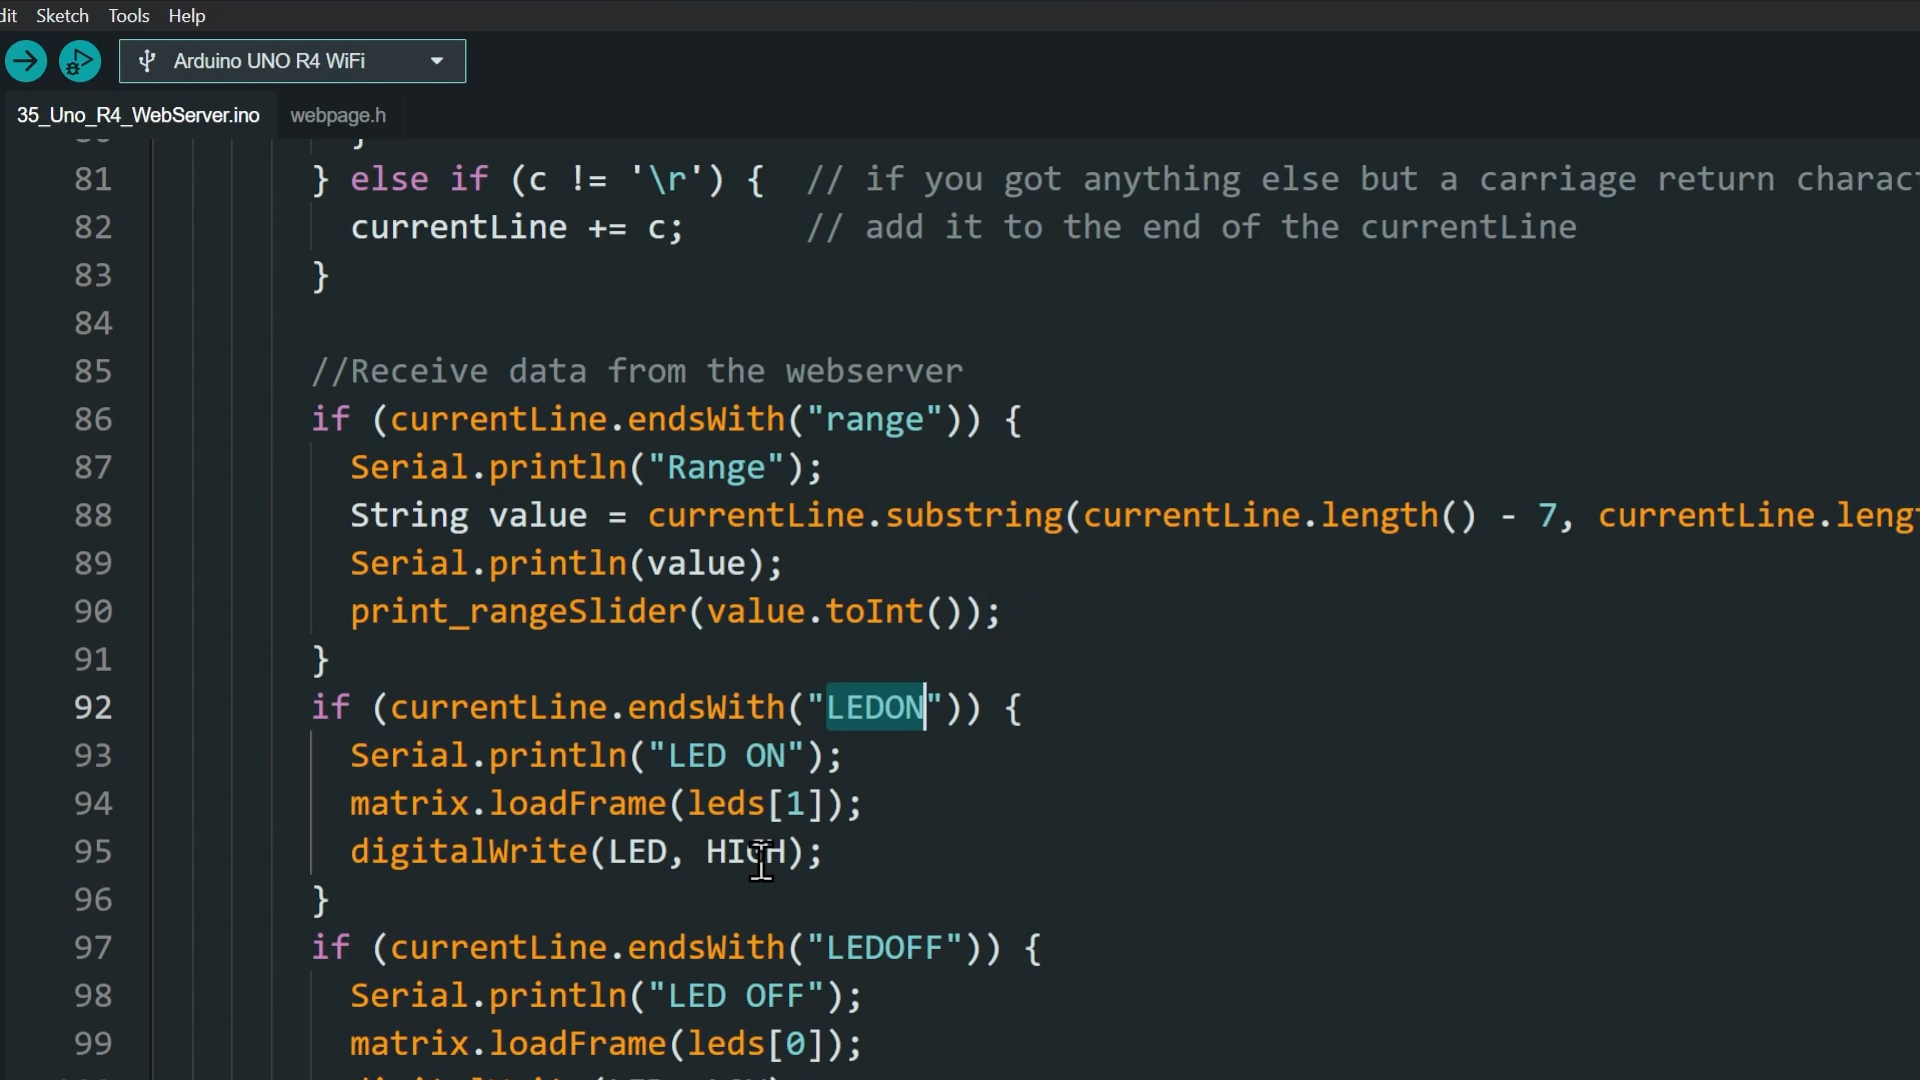 Sketch Tools Help
Arduino UNO R4 WiFi
35_Uno_R4_WebServer.ino webpage.h
81 } else if (c != '\r') { // if you got anything else but a carriage return charac
82 currentLine += c; // add it to the end of the currentLine
83 }
84
85 //Receive data from the webserver
86 if (currentLine.endsWith("range")) {
87 Serial.println("Range");
88 String value = currentLine.substring(currentLine.length() - 7, currentLine.leng
89 Serial.println(value);
90 print_rangeSlider(value.toInt());
91 }
92 if (currentLine.endsWith("LEDON")) {
93 Serial.println("LED ON");
94 matrix.loadFrame(leds[1]);
95 digitalWrite(LED, HIGH);
96 }
97 if (currentLine.endsWith("LEDOFF")) {
98 Serial.println("LED OFF");
99 matrix.loadFrame(leds[0]);